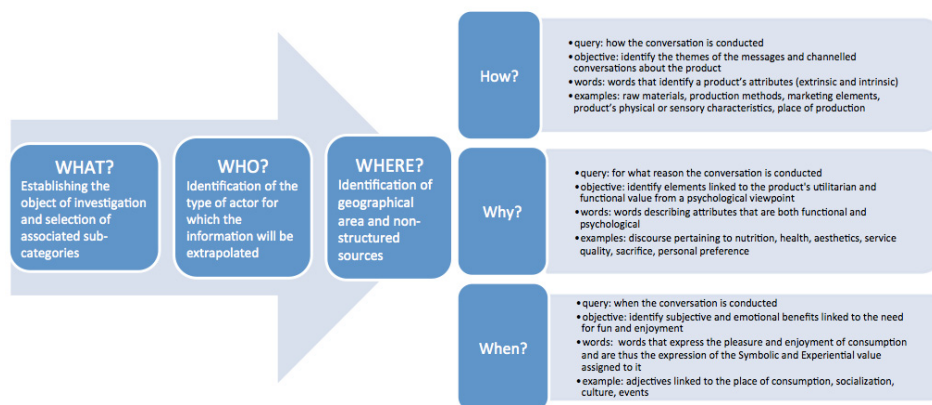 WHAT?
Establishing the
object of investigation
and selection of
associated sub-
categories
WHO?
Identification of the
type of actor for
which the
information will be
extrapolated
WHERE?
Identification of
geographical
area and non-
structured
sources
How?
•query: how the conversation is conducted
•objective: identify the themes of the messages and channelled
conversations about the product
•words: words that identify a product's attributes (extrinsic and intrinsic)
•examples: raw materials, production methods, marketing elements,
product's physical or sensory characteristics, place of production
Why?
•query: for what reason the conversation is conducted
•objective: identify elements linked to the product's utilitarian and
functional value from a psychological viewpoint
•words: words describing attributes that are both functional and
psychological
•examples: discourse pertaining to nutrition, health, aesthetics, service
quality, sacrifice, personal preference
When?
•query: when the conversation is conducted
•objective: identify subjective and emotional benefits linked to the need
for fun and enjoyment
•words: words that express the pleasure and enjoyment of consumption
and are thus the expression of the Symbolic and Experiential value
assigned to it
•example: adjectives linked to the place of consumption, socialization,
culture, events